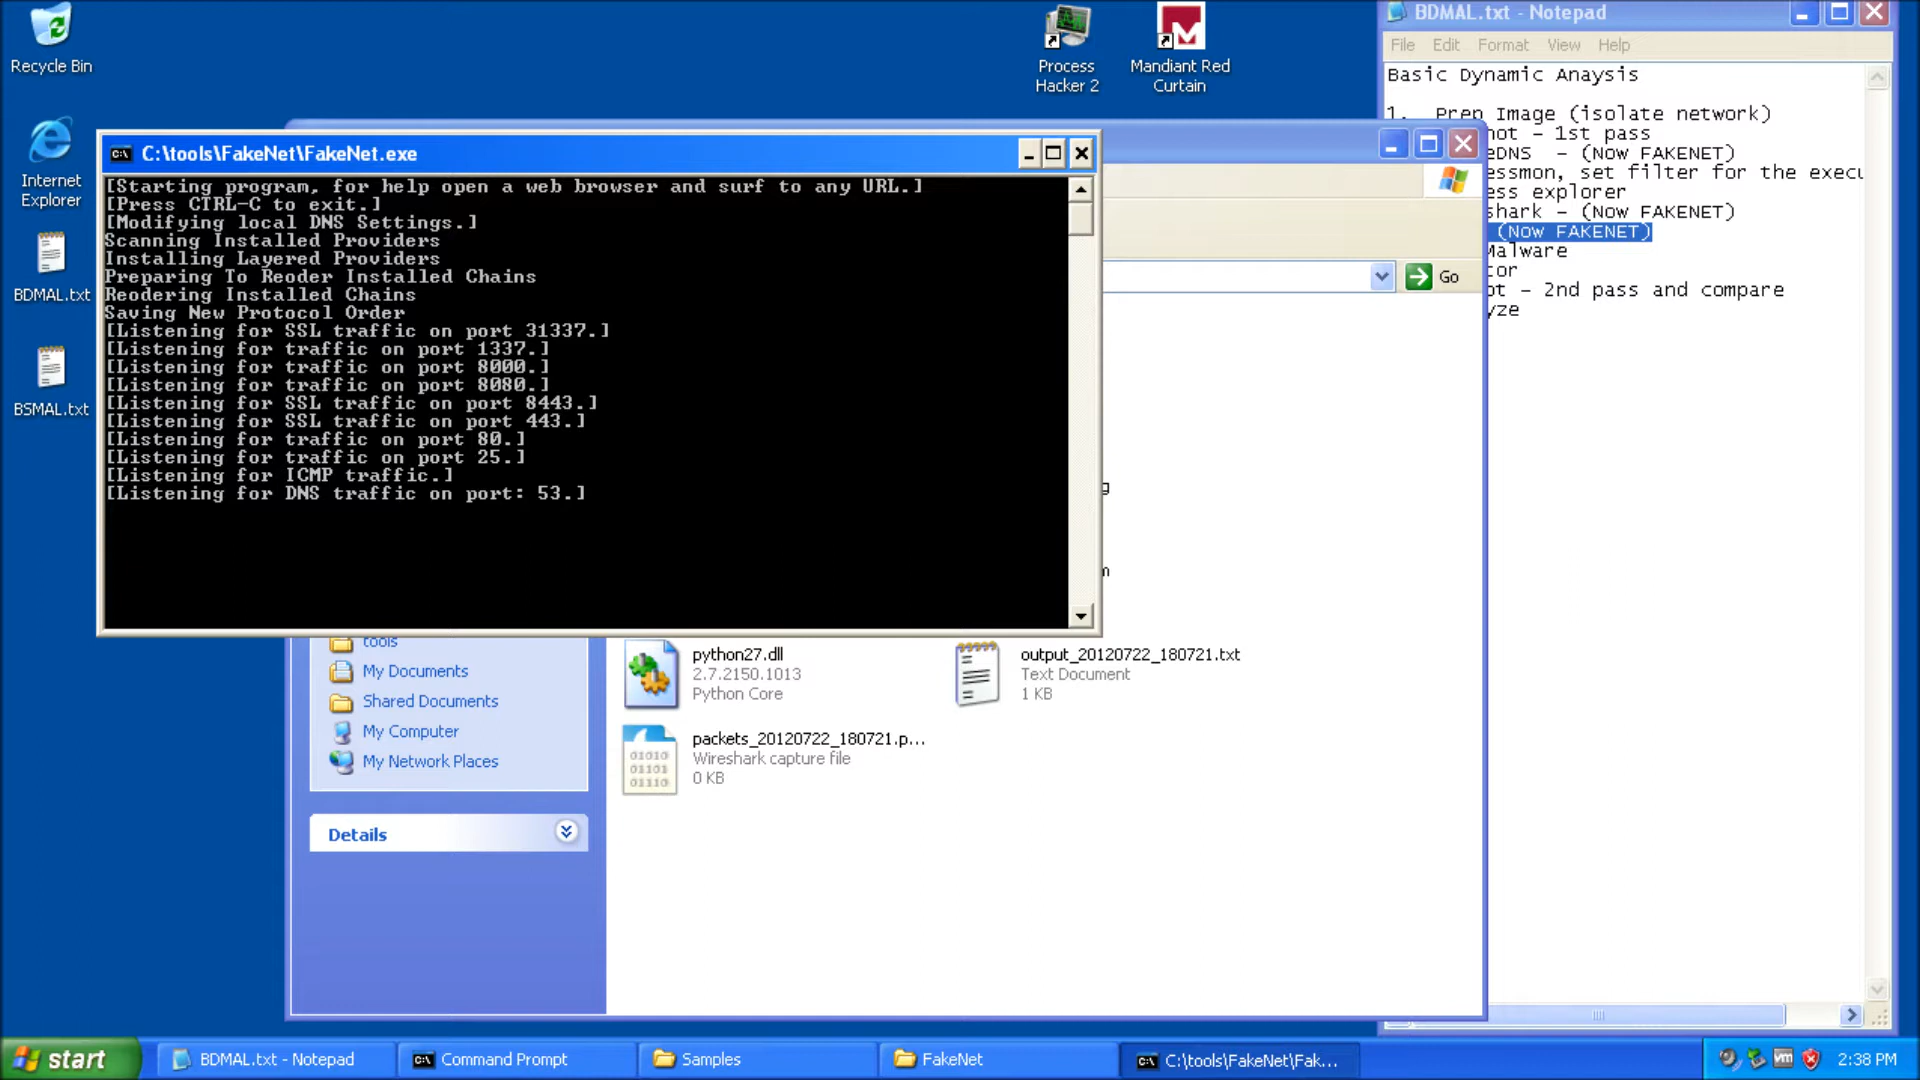 Recycle Bin
Internet
Explorer
BDMAL.txt
BSMAL.txt
Process
Hacker 2
Mandiant Red
Curtain
C:\tools\FakeNet\FakeNet.exe
[Starting program, for help open a web browser and surf to any URL.]
[Press CTRL-C to exit.]
[Modifying local DNS Settings.]
Scanning Installed Providers
Installing Layered Providers
Preparing To Reoder Installed Chains
Reodering Installed Chains
Saving New Protocol Order
[Listening for SSL traffic on port 31337.]
[Listening for traffic on port 1337.]
[Listening for traffic on port 8000.]
[Listening for traffic on port 8080.]
[Listening for SSL traffic on port 8443.]
[Listening for SSL traffic on port 443.]
[Listening for traffic on port 80.]
[Listening for traffic on port 25.]
[Listening for ICMP traffic.]
[Listening for DNS traffic on port: 53.]
Go
tools
My Documents
Shared Documents
My Computer
My Network Places
Details
python27.dll
2.7.2150.1013
Python Core
output_20120722_180721.txt
Text Document
1 KB
packets_20120722_180721.p...
Wireshark capture file
0 KB
BDMAL.txt - Notepad
File Edit Format View Help
Basic Dynamic Anaysis
1. Prep Image (isolate network)
hot - 1st pass
eDNS - (Now FAKENET)
essmon, set filter for the execu
ess explorer
shark - (Now FAKENET)
(Now FAKENET)
Malware
tor
ot - 2nd pass and compare
yze
start
BDMAL.txt - Notepad
Command Prompt
Samples
FakeNet
C:\tools\FakeNet\Fak...
2:38 PM